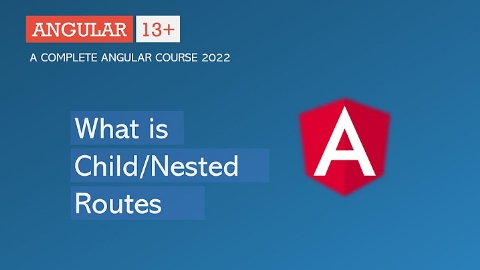 ANGULAR 13+
A COMPLETE ANGULAR COURSE 2022
What is
Child/Nested
Routes
A